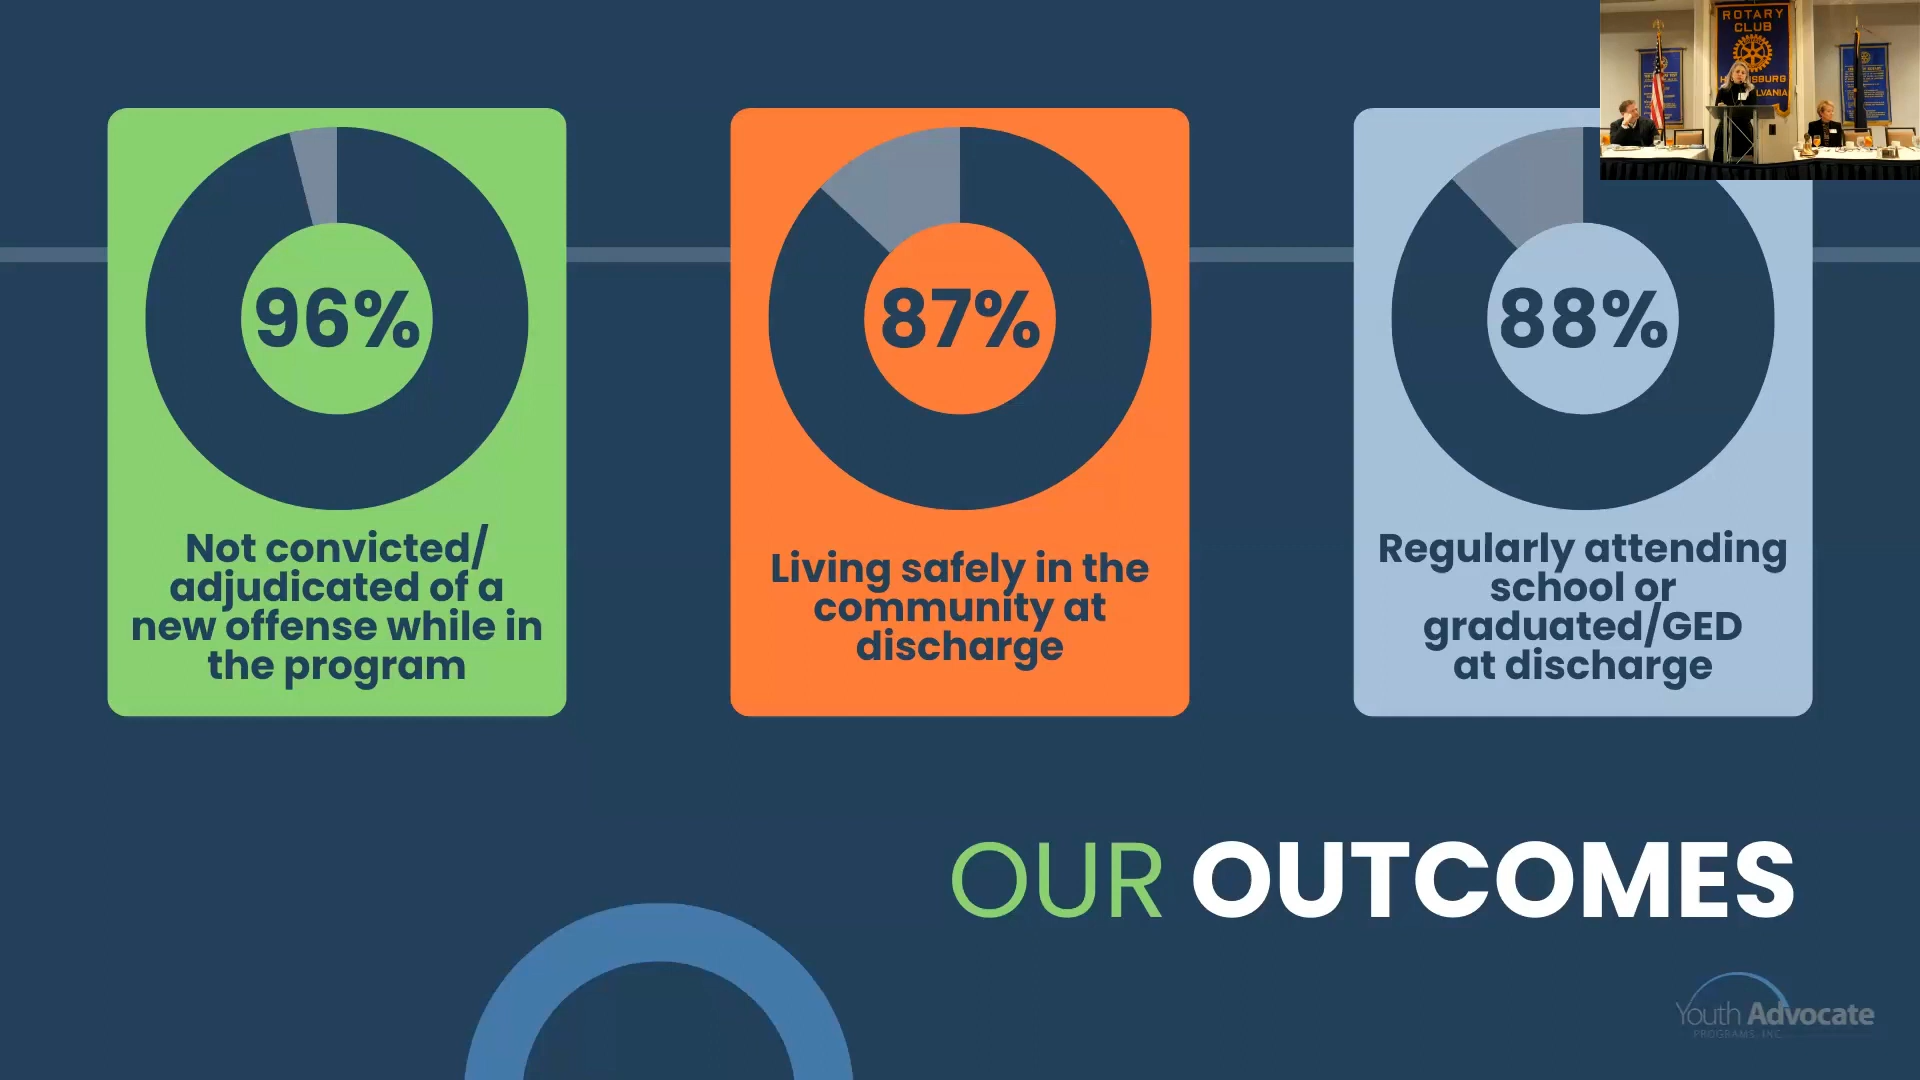 ROTARY
CLUB
96%
Not convicted/
adjudicated of a
new offense while in
the program
87%
Living safely in the
community at
discharge
88%
Regularly attending
school or
graduated/GED
at discharge
OUR OUTCOMES
Youth Advocate
PROGRAMS, INC.